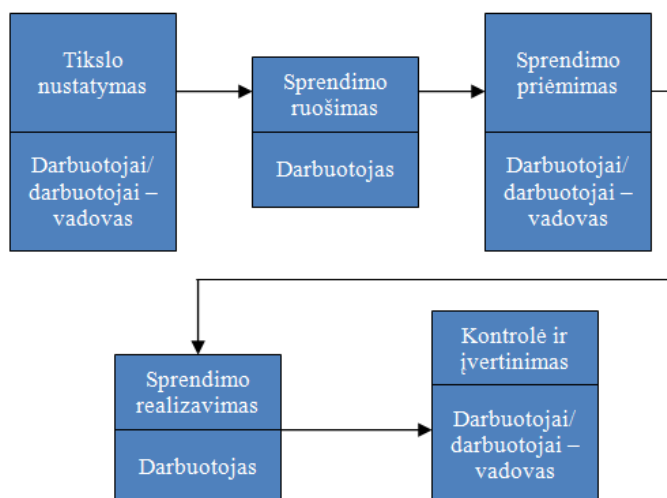 Tikslo
nustatymas
Darbuotojai/
darbuotojai –
vadovas
Sprendimo
ruošimas
Darbuotojas
Sprendimo
priėmimas
Darbuotojai/
darbuotojai –
vadovas
Sprendimo
realizavimas
Darbuotojas
Kontrolė ir
įvertinimas
Darbuotojai/
darbuotojai –
vadovas